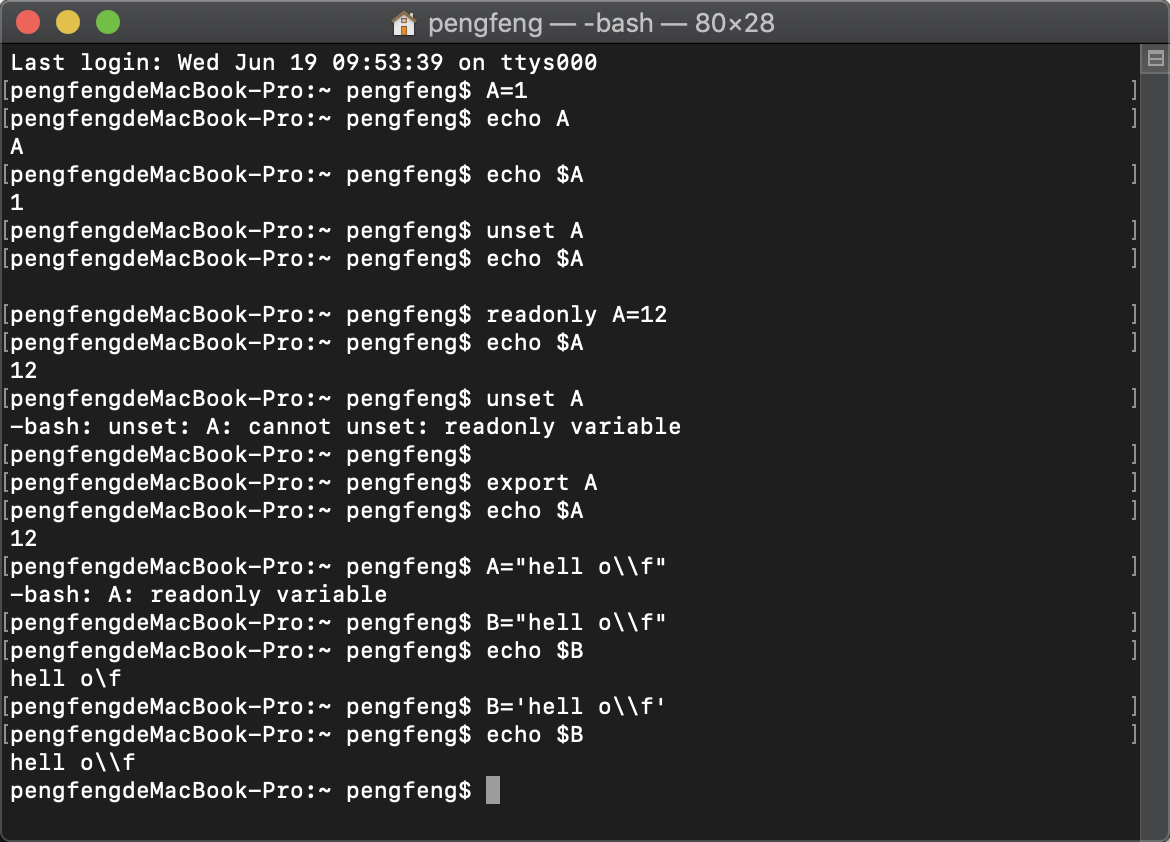 pengfeng — -bash — 80×28
Last login: Wed Jun 19 09:53:39 on ttys000
[pengfengdeMacBook-Pro:~ pengfeng$ A=1 ]
[pengfengdeMacBook-Pro:~ pengfeng$ echo A ]
A
[pengfengdeMacBook-Pro:~ pengfeng$ echo $A ]
1
[pengfengdeMacBook-Pro:~ pengfeng$ unset A ]
[pengfengdeMacBook-Pro:~ pengfeng$ echo $A ]

[pengfengdeMacBook-Pro:~ pengfeng$ readonly A=12 ]
[pengfengdeMacBook-Pro:~ pengfeng$ echo $A ]
12
[pengfengdeMacBook-Pro:~ pengfeng$ unset A ]
-bash: unset: A: cannot unset: readonly variable
[pengfengdeMacBook-Pro:~ pengfeng$ ]
[pengfengdeMacBook-Pro:~ pengfeng$ export A ]
[pengfengdeMacBook-Pro:~ pengfeng$ echo $A ]
12
[pengfengdeMacBook-Pro:~ pengfeng$ A="hell o\\f" ]
-bash: A: readonly variable
[pengfengdeMacBook-Pro:~ pengfeng$ B="hell o\\f" ]
[pengfengdeMacBook-Pro:~ pengfeng$ echo $B ]
hell o\f
[pengfengdeMacBook-Pro:~ pengfeng$ B='hell o\\f' ]
[pengfengdeMacBook-Pro:~ pengfeng$ echo $B ]
hell o\\f
pengfengdeMacBook-Pro:~ pengfeng$